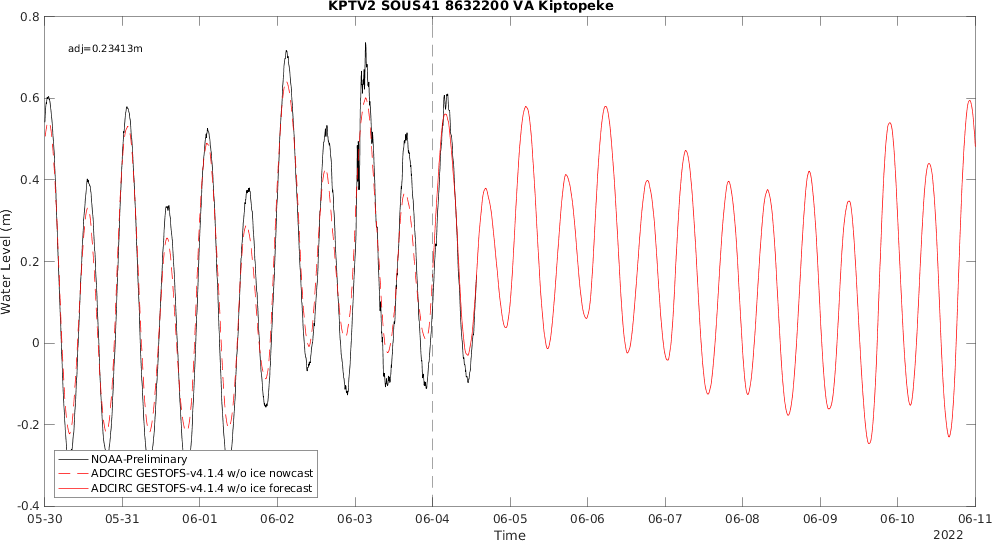 KPTV2 SOUS41 8632200 VA Kiptopeke
adj=0.23413m
0.8
0.6
0.4
0.2
0
-0.2
-0.4
Water Level (m)
NOAA-Preliminary
ADCIRC GESTOFS-v4.1.4 w/o ice nowcast
ADCIRC GESTOFS-v4.1.4 w/o ice forecast
05-30 05-31 06-01 06-02 06-03 06-04 06-05 06-06 06-07 06-08 06-09 06-10 06-11
Time
2022